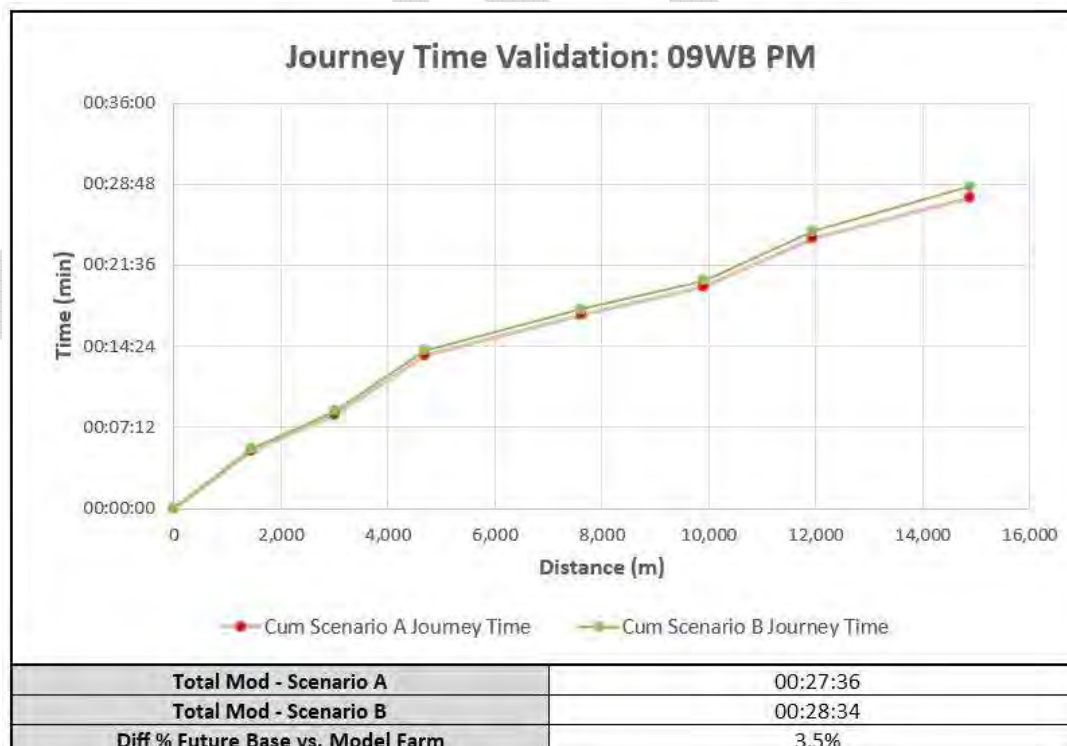 Journey Time Validation: 09WB PM
00:36:00
00:28:48
00:21:36
00:14:24
00:07:12
00:00:00
Time (min)
0 2,000 4,000 6,000 8,000 10,000 12,000 14,000 16,000
Distance (m)
Cum Scenario A Journey Time Cum Scenario B Journey Time
Total Mod - Scenario A 00:27:36
Total Mod - Scenario B 00:28:34
Diff % Future Base vs. Model Farm 3.5%